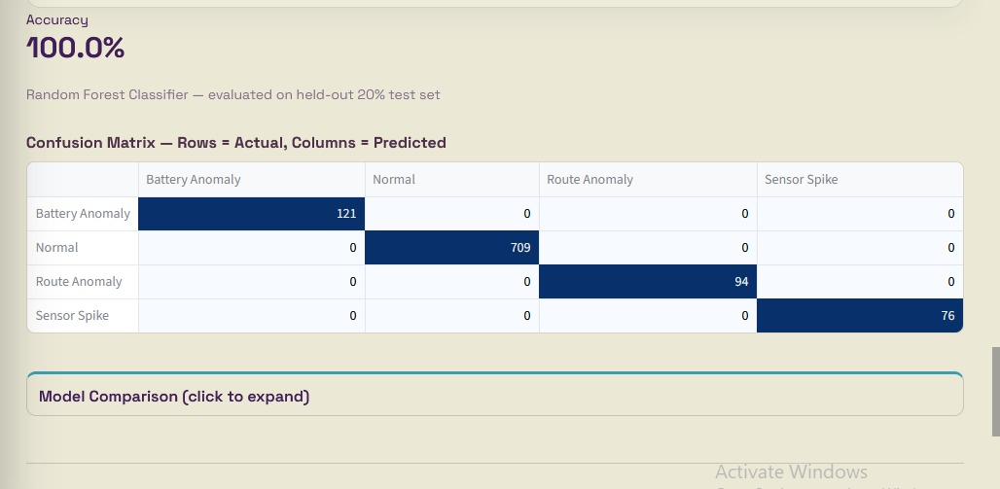 Accuracy
100.0%
Random Forest Classifier — evaluated on held-out 20% test set
Confusion Matrix — Rows = Actual, Columns = Predicted
Battery Anomaly Normal Route Anomaly Sensor Spike
Battery Anomaly 121 0 0 0
Normal 0 709 0 0
Route Anomaly 0 0 94 0
Sensor Spike 0 0 0 76
Model Comparison (click to expand)
Activate Windows